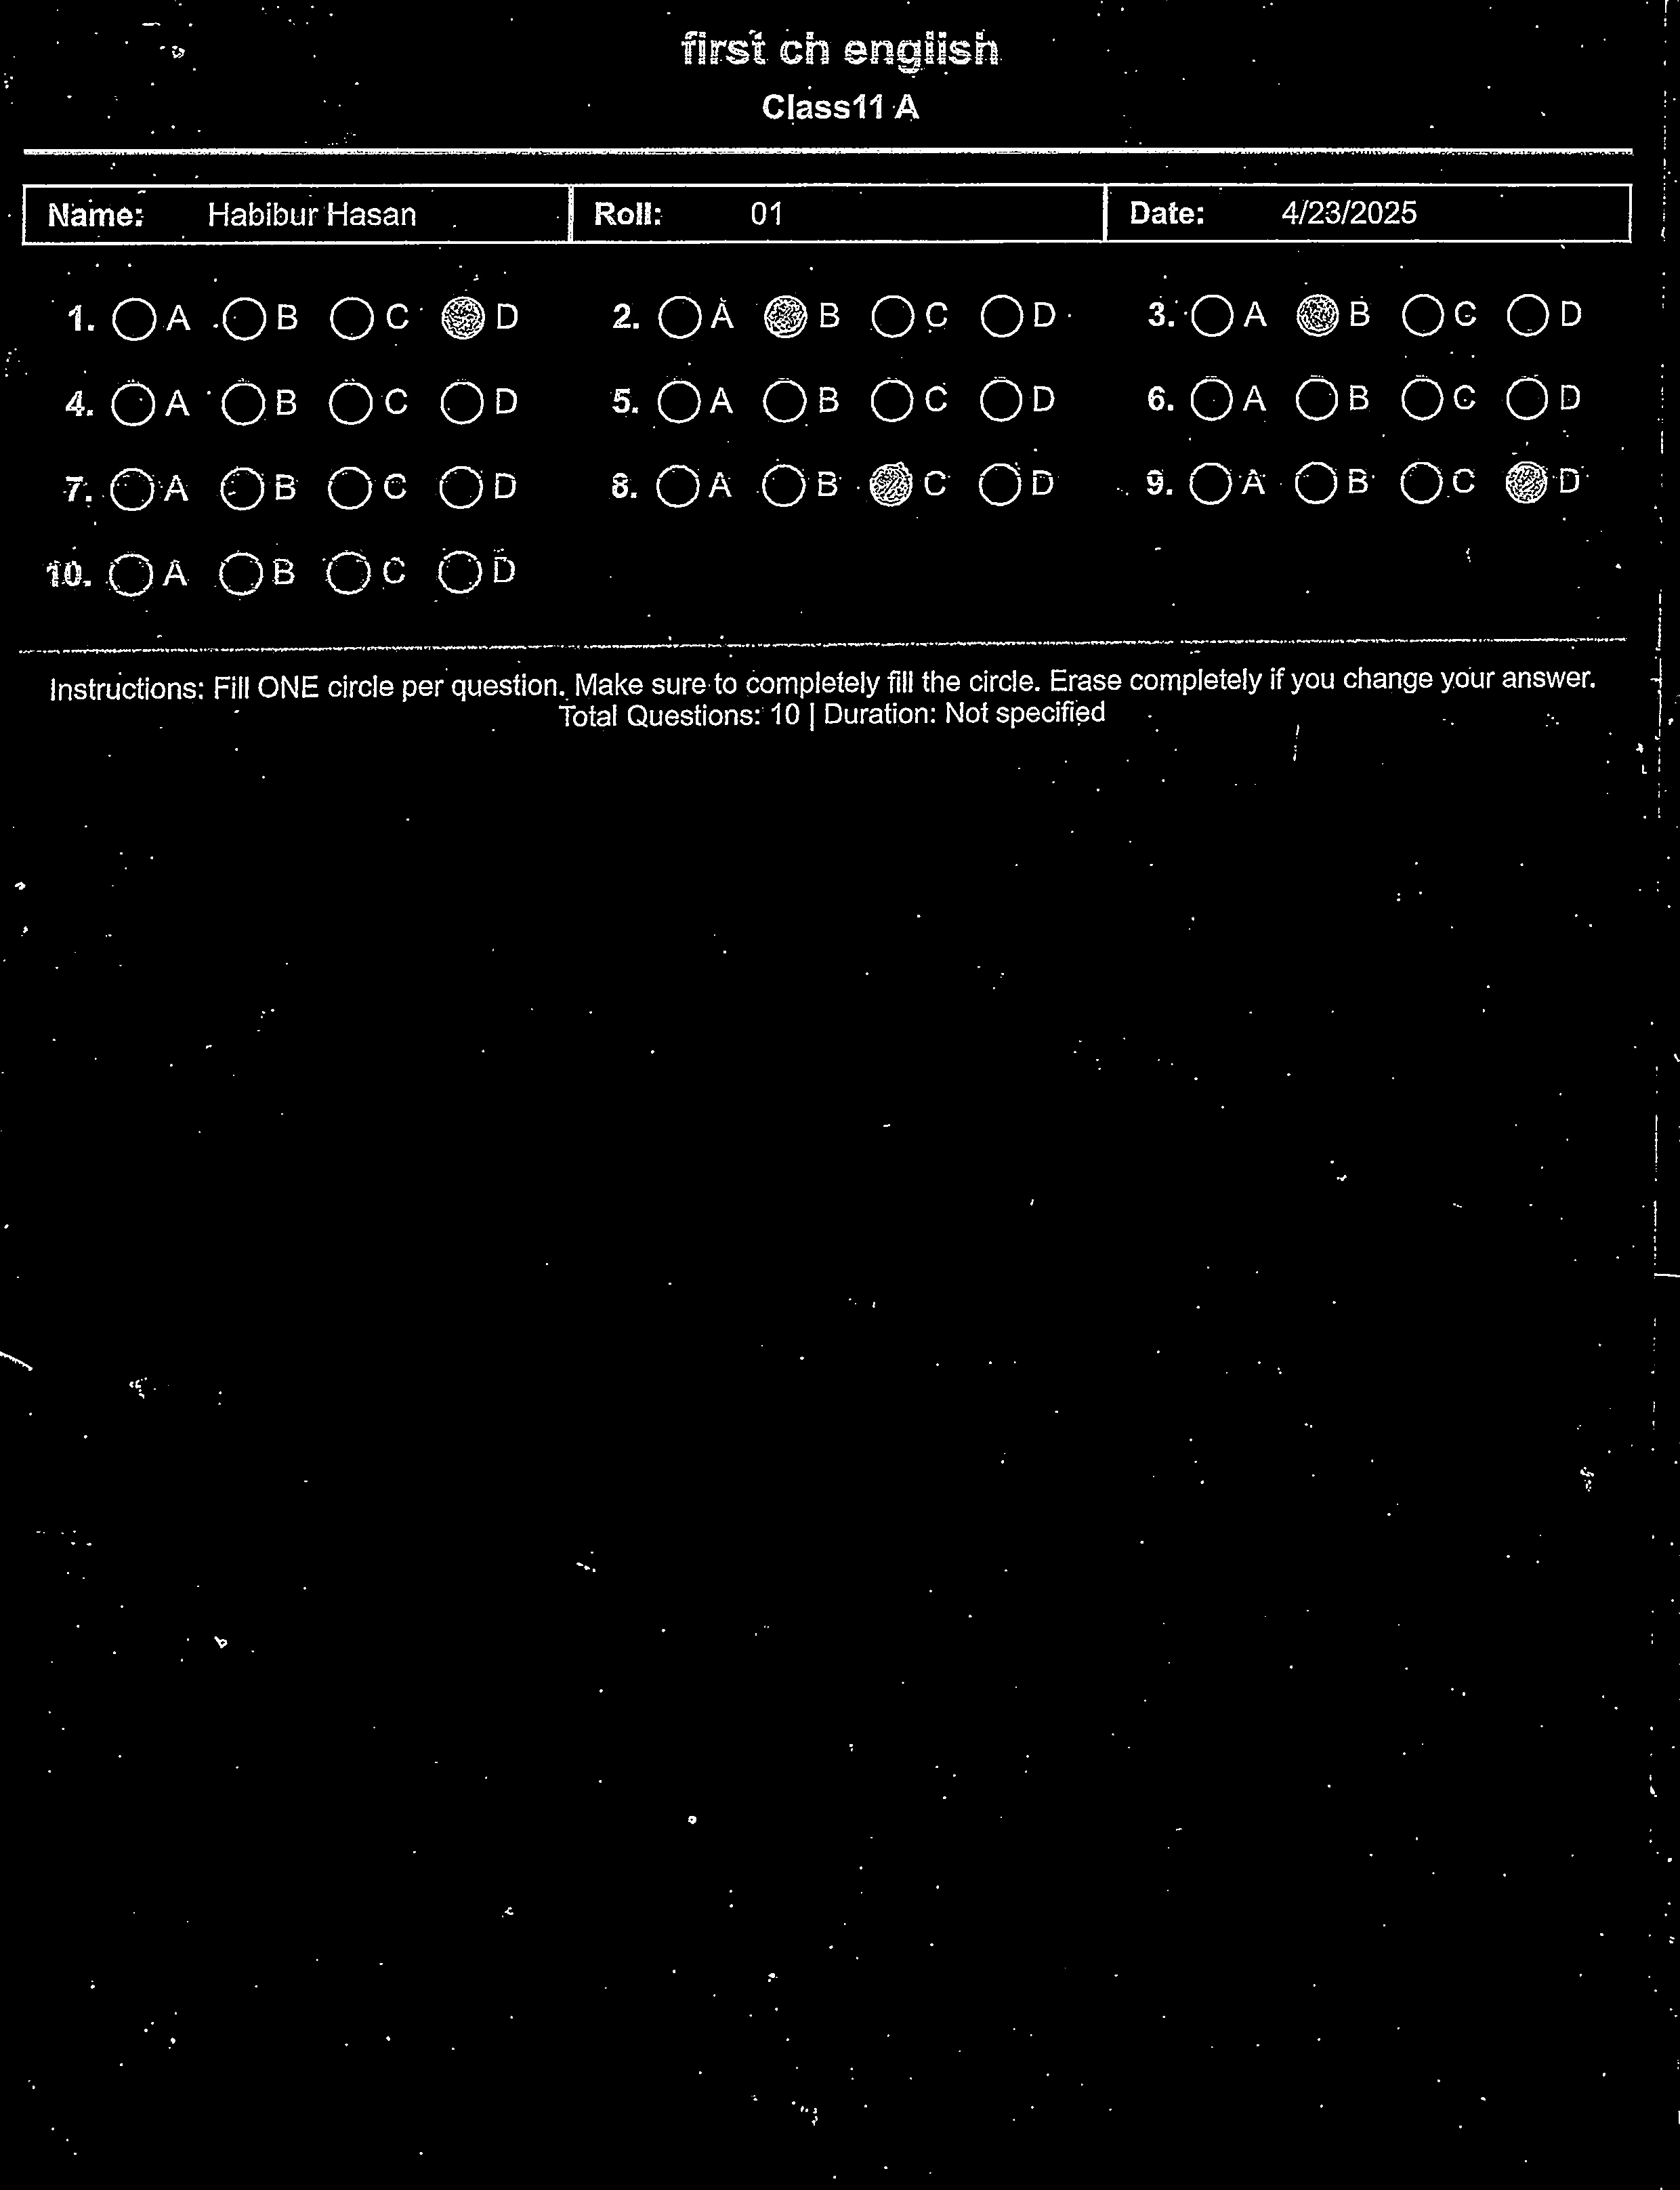 first ch english
Class11 A
Name: Habibur Hasan Roll: 01 Date: 4/23/2025
1. A B C D 2. A B C D 3. A B C D
4. A B C D 5. A B C D 6. A B C D
7. A B C D 8. A B C D 9. A B C D
10. A B C D
Instructions: Fill ONE circle per question. Make sure to completely fill the circle. Erase completely if you change your answer.
Total Questions: 10 | Duration: Not specified